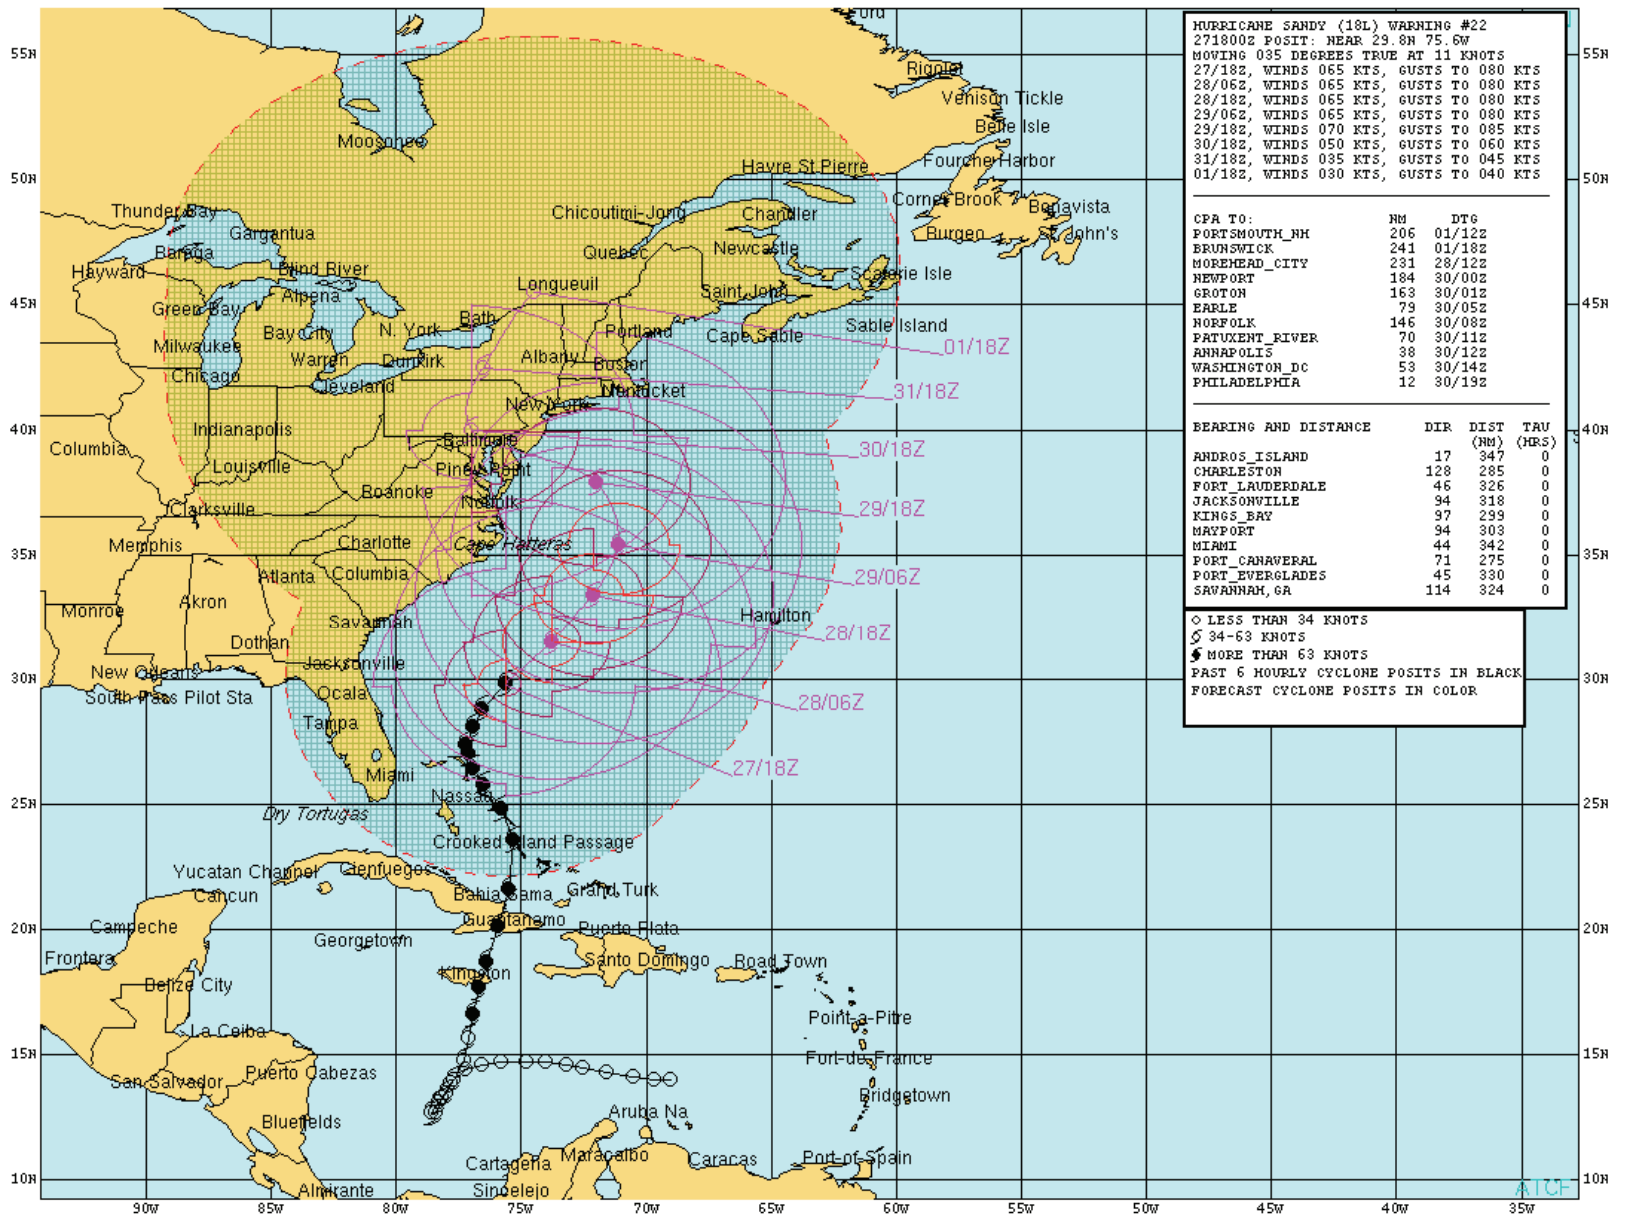 HURRICANE SANDY (18L) WARNING #22
271800Z POSIT: NEAR 29.8N 75.6W
MOVING 035 DEGREES TRUE AT 11 KNOTS
27/18Z, WINDS 065 KTS, GUSTS TO 080 KTS
28/06Z, WINDS 065 KTS, GUSTS TO 080 KTS
28/18Z, WINDS 065 KTS, GUSTS TO 080 KTS
29/06Z, WINDS 065 KTS, GUSTS TO 080 KTS
29/18Z, WINDS 070 KTS, GUSTS TO 085 KTS
30/18Z, WINDS 050 KTS, GUSTS TO 060 KTS
31/18Z, WINDS 035 KTS, GUSTS TO 045 KTS
01/18Z, WINDS 030 KTS, GUSTS TO 040 KTS
CPA TO: NM DTG
PORTSMOUTH_NH 206 01/12Z
BRUNSWICK 241 01/18Z
MOREHEAD_CITY 231 28/12Z
NEWPORT 184 30/00Z
GROTON 163 30/01Z
EARLE 79 30/05Z
NORFOLK 146 30/08Z
PATUXENT_RIVER 70 30/11Z
ANNAPOLIS 38 30/12Z
WASHINGTON_DC 53 30/14Z
PHILADELPHIA 12 30/19Z
BEARING AND DISTANCE DIR DIST TAU
(NM) (HRS)
ANDROS_ISLAND 17 347 0
CHARLESTON 128 285 0
FORT_LAUDERDALE 46 326 0
JACKSONVILLE 94 318 0
KINGS_BAY 97 299 0
MAYPORT 94 303 0
MIAMI 44 342 0
PORT_CANAVERAL 71 275 0
PORT_EVERGLADES 45 330 0
SAVANNAH,GA 114 324 0
LESS THAN 34 KNOTS
34-63 KNOTS
MORE THAN 63 KNOTS
PAST 6 HOURLY CYCLONE POSITS IN BLACK
FORECAST CYCLONE POSITS IN COLOR
55N
55N
Rigolet
Venison Tickle
Belle Isle
Moosonee
Fourche Harbor
Havre St Pierre
50N
50N
Corner Brook
Bonavista
Thunder Bay
Chicoutimi-Jong
Chandler
Gargantua
Burgeo
St. John's
Baraga
Quebec
Newcastle
Hayward
Blind River
Scaterie Isle
Longueuil
Saint John
Alpena
45N
45N
Green Bay
Bath
Sable Island
Bay City
N. York
Portland
Cape Sable
Milwaukee
01/18Z
Warren
Dunkirk
Albany
Boston
Chicago
Cleveland
Nantucket
31/18Z
New York
40N
40N
Indianapolis
Baltimore
Columbia
30/18Z
Louisville
Piney Point
Roanoke
Norfolk
Clarksville
29/18Z
Memphis
Charlotte
Cape Hatteras
35N
35N
Atlanta
Columbia
29/06Z
Monroe
Akron
Hamilton
Savannah
28/18Z
Dothan
Jacksonville
New Orleans
30N
30N
South Pass Pilot Sta
Ocala
28/06Z
Tampa
Miami
27/18Z
Nassau
25N
25N
Dry Tortugas
Crooked Island Passage
Yucatan Channel
Cienfuegos
Cancun
Bahia Sama
Grand Turk
Campeche
Guantanamo
Puerto Plata
20N
20N
Georgetown
Frontera
Santo Domingo
Road Town
Kingston
Belize City
La Ceiba
Point-a-Pitre
15N
15N
Fort-de-France
San Salvador
Puerto Cabezas
Bridgetown
Aruba Na
Bluefields
Cartagena
Maracaibo
Caracas
Port-of-Spain
10N
10N
Almirante
Sincelejo
ATCF
90W 85W 80W 75W 70W 65W 60W 55W 50W 45W 40W 35W